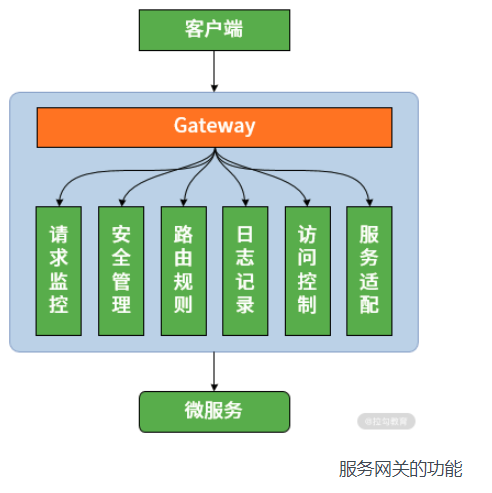 客户端
Gateway
请求监控
安全管理
路由规则
日志记录
访问控制
服务适配
微服务
@拉勾教育
服务网关的功能